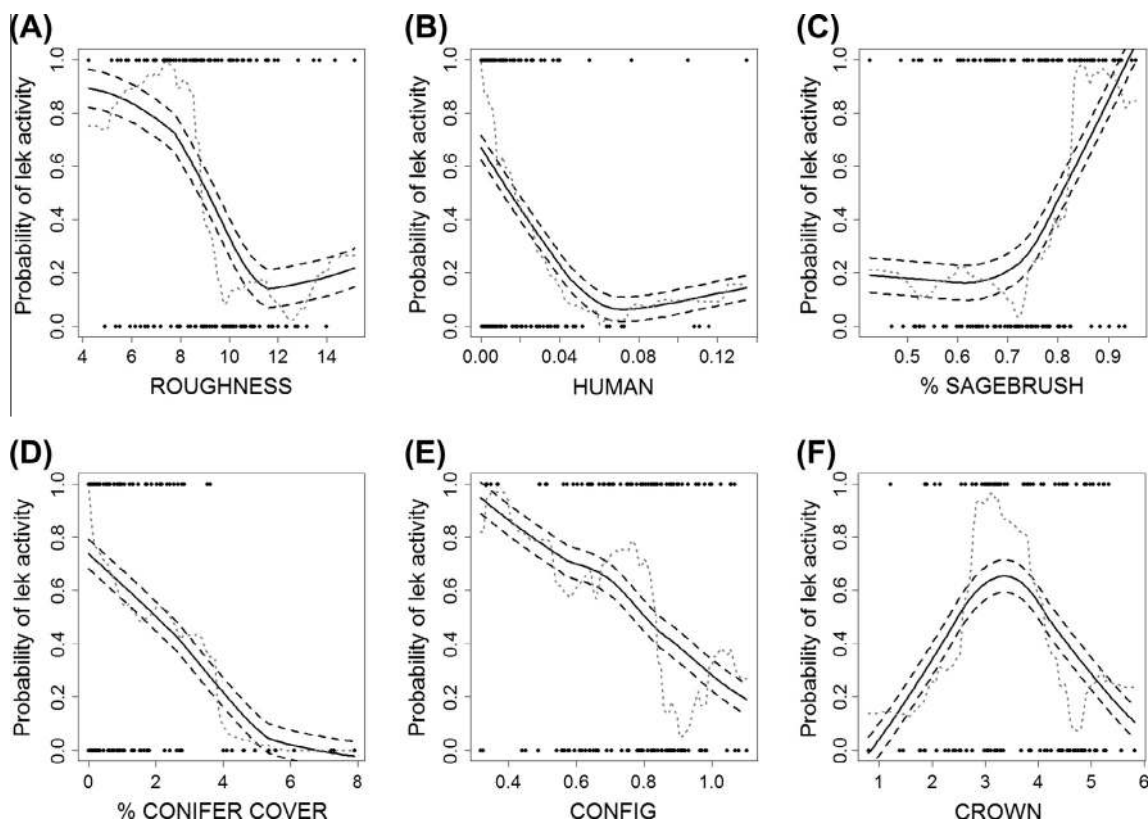 (A)
Probability of lek activity
0.0 0.2 0.4 0.6 0.8 1.0
4 6 8 10 12 14
ROUGHNESS
(B)
Probability of lek activity
0.0 0.2 0.4 0.6 0.8 1.0
0.00 0.04 0.08 0.12
HUMAN
(C)
Probability of lek activity
0.0 0.2 0.4 0.6 0.8 1.0
0.5 0.6 0.7 0.8 0.9
% SAGEBRUSH
(D)
Probability of lek activity
0.0 0.2 0.4 0.6 0.8 1.0
0 2 4 6 8
% CONIFER COVER
(E)
Probability of lek activity
0.0 0.2 0.4 0.6 0.8 1.0
0.4 0.6 0.8 1.0
CONFIG
(F)
Probability of lek activity
0.0 0.2 0.4 0.6 0.8 1.0
1 2 3 4 5 6
CROWN